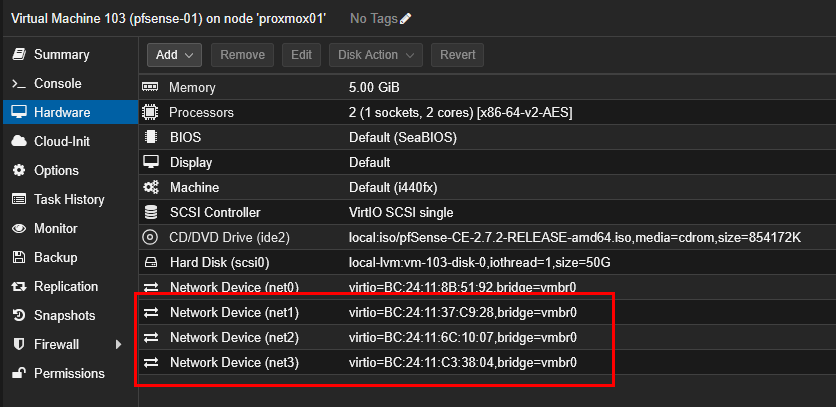 Virtual Machine 103 (pfsense-01) on node 'proxmox01' No Tags
Summary
Console
Hardware
Cloud-Init
Options
Task History
Monitor
Backup
Replication
Snapshots
Firewall
Permissions
Add Remove Edit Disk Action Revert
Memory 5.00 GiB
Processors 2 (1 sockets, 2 cores) [x86-64-v2-AES]
BIOS Default (SeaBIOS)
Display Default
Machine Default (i440fx)
SCSI Controller VirtIO SCSI single
CD/DVD Drive (ide2) local:iso/pfSense-CE-2.7.2-RELEASE-amd64.iso,media=cdrom,size=854172K
Hard Disk (scsi0) local-lvm:vm-103-disk-0,iothread=1,size=50G
Network Device (net0) virtio=BC:24:11:8B:51:92,bridge=vmbr0
Network Device (net1) virtio=BC:24:11:37:C9:28,bridge=vmbr0
Network Device (net2) virtio=BC:24:11:6C:10:07,bridge=vmbr0
Network Device (net3) virtio=BC:24:11:C3:38:04,bridge=vmbr0